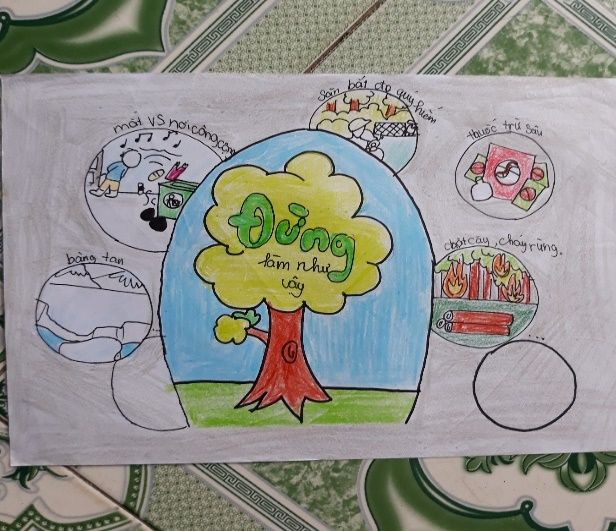 săn bắt đv quý hiếm
mất VS nơi công cộng
thuốc trừ sâu
Đừng
làm như
vậy
chặt cây, cháy rừng.
băng tan
...